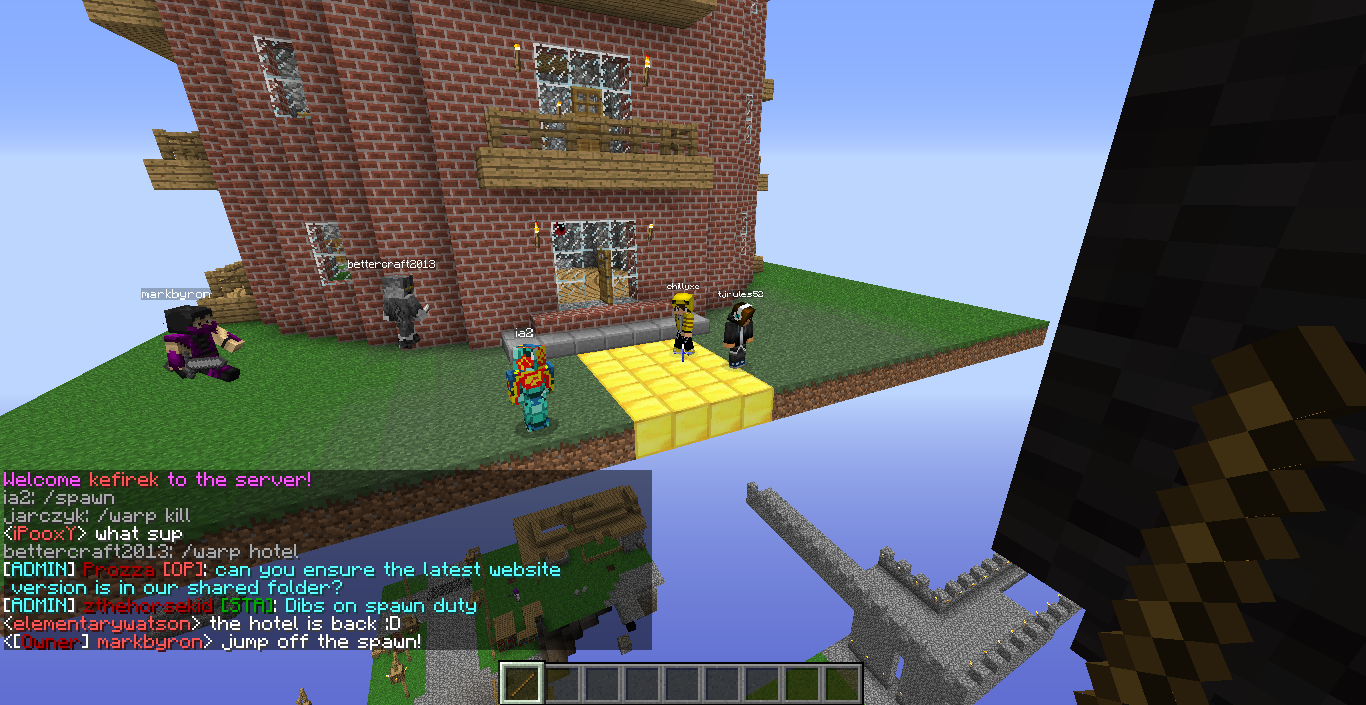 bettercraft2013
markbyron
chilluxe
tjrules52
ia2
Welcome kefirek to the server!
ia2: /spawn
jarczyk: /warp kill
<iPooxY> what sup
bettercraft2013: /warp hotel
[ADMIN] Prozza [OP]: can you ensure the latest website
version is in our shared folder?
[ADMIN] zthehorsekid [STA]: Dibs on spawn duty
<elementarywatson> the hotel is back :D
<[Owner] markbyron> jump off the spawn!